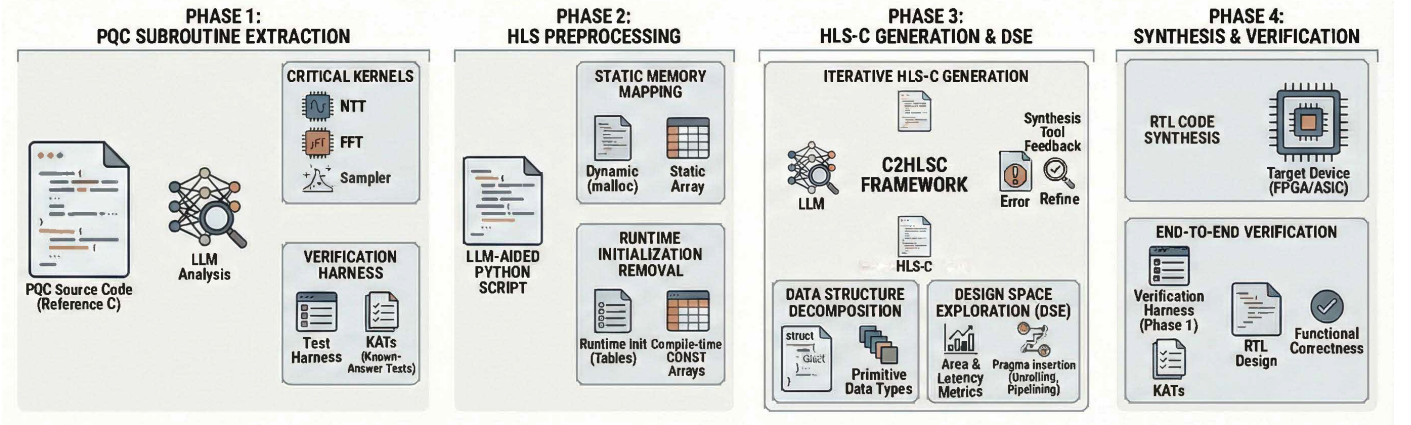 PHASE 1:
PQC SUBROUTINE EXTRACTION
PQC Source Code
(Reference C)
LLM
Analysis
CRITICAL KERNELS
NTT
FFT
Sampler
VERIFICATION
HARNESS
Test
Harness
KATs
(Known-
Answer Texts)
PHASE 2:
HLS PREPROCESSING
LLM-AIDED
PYTHON
SCRIPT
STATIC MEMORY
MAPPING
Dynamic
(malloc)
Static
Array
RUNTIME
INITIALIZATION
REMOVAL
Runtime Init
(Tables)
Compile-time
CONST
Arrays
PHASE 3:
HLS-C GENERATION & DSE
ITERATIVE HLS-C GENERATION
LLM
C2HLSC
FRAMEWORK
Synthesis
Tool
Feedback
Error
Refine
HLS-C
DATA STRUCTURE
DECOMPOSITION
struct
Primitive
Data Types
DESIGN SPACE
EXPLORATION (DSE)
Area &
Latency
Metrics
Pragma insertion
(Unrolling,
Pipelining)
PHASE 4:
SYNTHESIS & VERIFICATION
RTL CODE
SYNTHESIS
Target Device
(FPGA/ASIC)
END-TO-END VERIFICATION
Verification
Harness
(Phase 1)
KATs
RTL
Design
Functional
Correctness